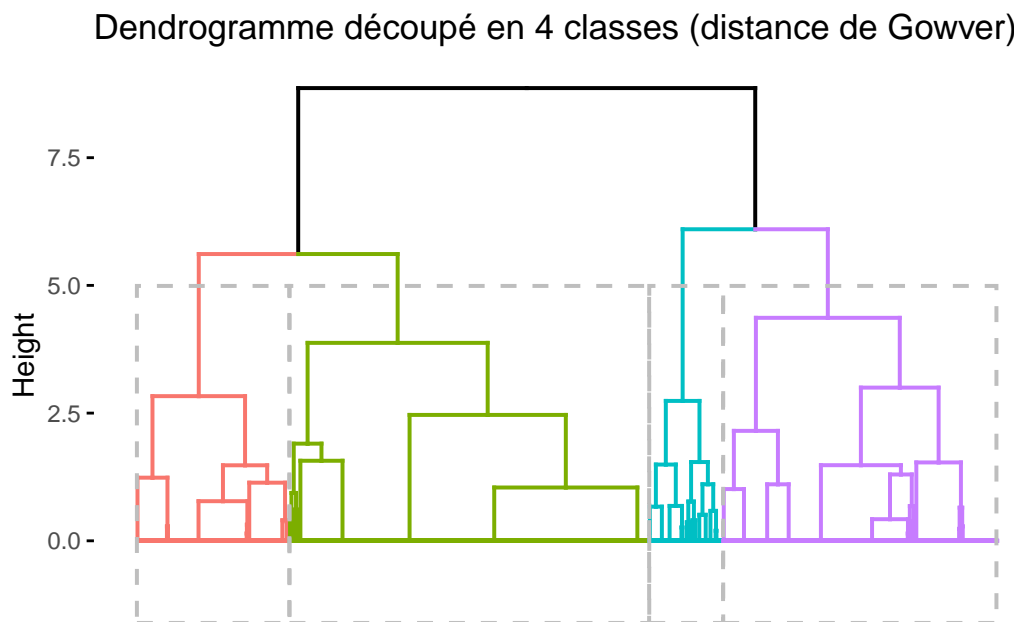 Dendrogramme découpé en 4 classes (distance de Gowver)
7.5
5.0
Height
2.5
0.0